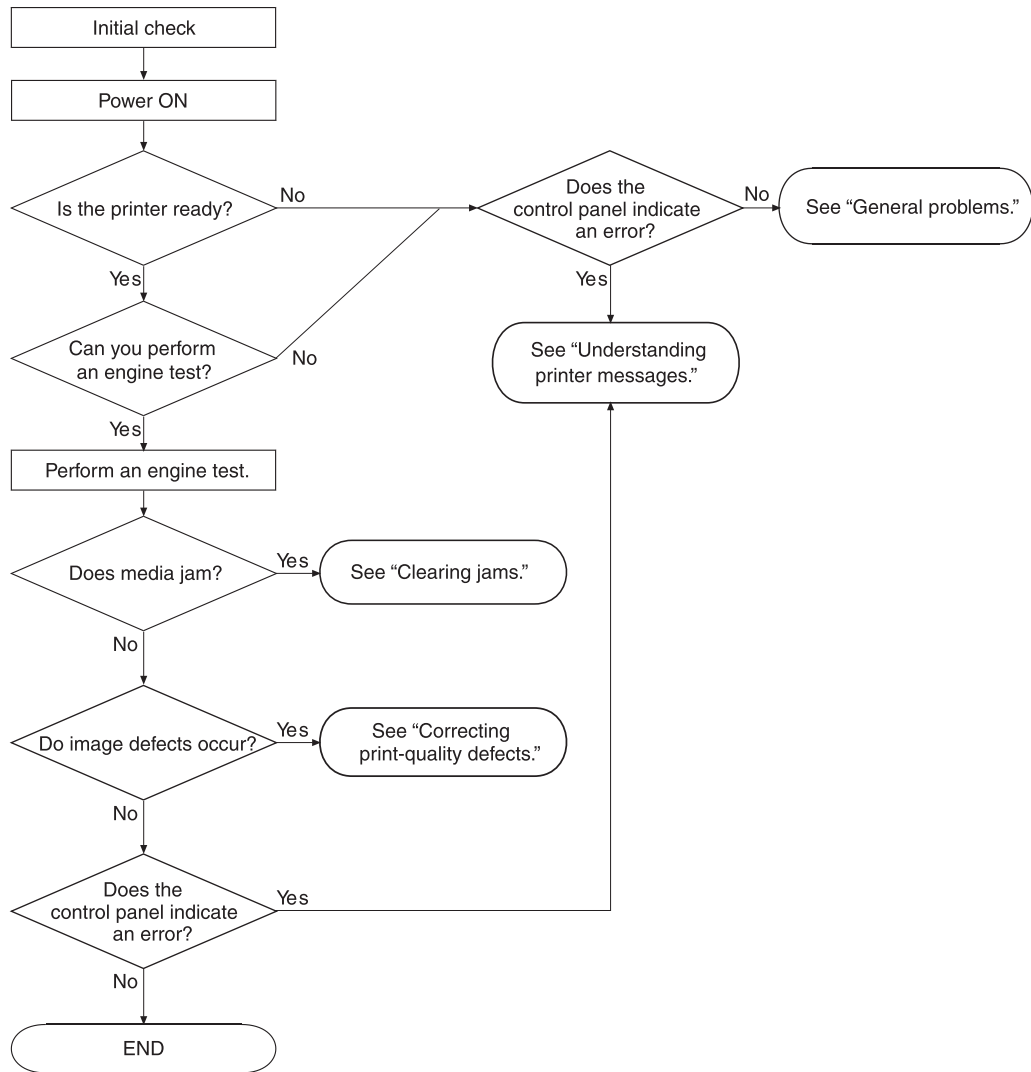 Initial check
Power ON
Is the printer ready?
No
Does the
control panel indicate
an error?
No
See “General problems.”
Yes
Yes
Can you perform
an engine test?
No
See “Understanding
printer messages.”
Yes
Perform an engine test.
Does media jam?
Yes
See “Clearing jams.”
No
Do image defects occur?
Yes
See “Correcting
print-quality defects.”
No
Does the
control panel indicate
an error?
Yes
No
END